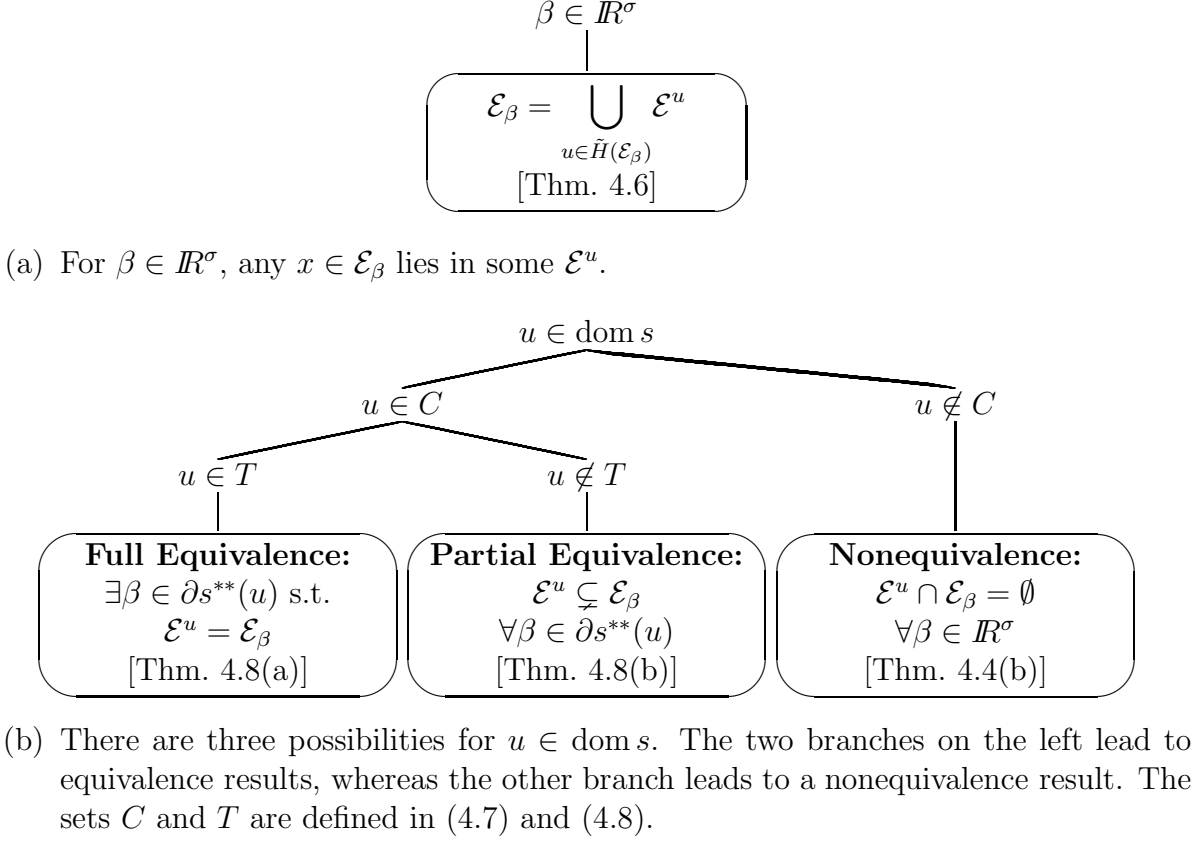 β ∈ ℝ^σ
ℰ_β = ⋃ ℰ^u
u∈H̃(ℰ_β)
[Thm. 4.6]
(a) For β ∈ ℝ^σ, any x ∈ ℰ_β lies in some ℰ^u.
u ∈ dom s
u ∈ C
u ∉ C
u ∈ T
u ∉ T
Full Equivalence:
∃β ∈ ∂s**(u) s.t.
ℰ^u = ℰ_β
[Thm. 4.8(a)]
Partial Equivalence:
ℰ^u ⊊ ℰ_β
∀β ∈ ∂s**(u)
[Thm. 4.8(b)]
Nonequivalence:
ℰ^u ∩ ℰ_β = ∅
∀β ∈ ℝ^σ
[Thm. 4.4(b)]
(b) There are three possibilities for u ∈ dom s. The two branches on the left lead to
equivalence results, whereas the other branch leads to a nonequivalence result. The
sets C and T are defined in (4.7) and (4.8).